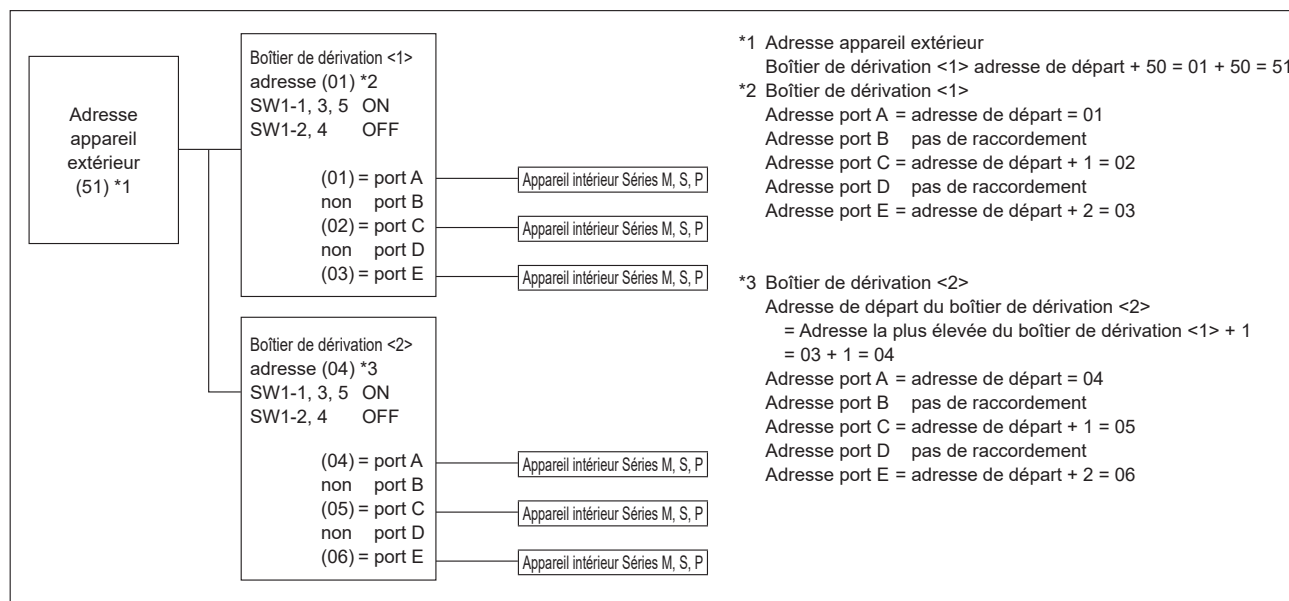 Adresse
appareil
extérieur
(51) *1
Boîtier de dérivation <1>
adresse (01) *2
SW1-1, 3, 5 ON
SW1-2, 4 OFF
(01) = port A
non port B
(02) = port C
non port D
(03) = port E
Appareil intérieur Séries M, S, P
Appareil intérieur Séries M, S, P
Appareil intérieur Séries M, S, P
Boîtier de dérivation <2>
adresse (04) *3
SW1-1, 3, 5 ON
SW1-2, 4 OFF
(04) = port A
non port B
(05) = port C
non port D
(06) = port E
Appareil intérieur Séries M, S, P
Appareil intérieur Séries M, S, P
Appareil intérieur Séries M, S, P
*1 Adresse appareil extérieur
Boîtier de dérivation <1> adresse de départ + 50 = 01 + 50 = 51
*2 Boîtier de dérivation <1>
Adresse port A = adresse de départ = 01
Adresse port B pas de raccordement
Adresse port C = adresse de départ + 1 = 02
Adresse port D pas de raccordement
Adresse port E = adresse de départ + 2 = 03
*3 Boîtier de dérivation <2>
Adresse de départ du boîtier de dérivation <2>
= Adresse la plus élevée du boîtier de dérivation <1> + 1
= 03 + 1 = 04
Adresse port A = adresse de départ = 04
Adresse port B pas de raccordement
Adresse port C = adresse de départ + 1 = 05
Adresse port D pas de raccordement
Adresse port E = adresse de départ + 2 = 06